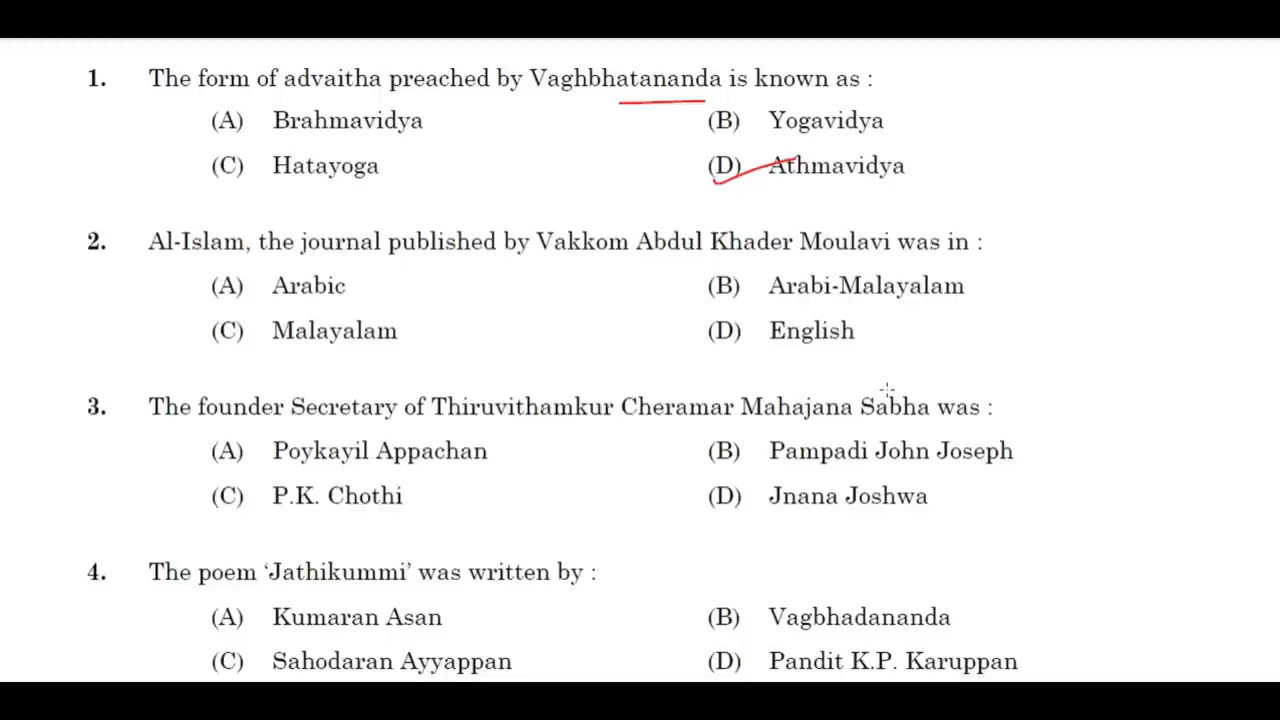 1. The form of advaitha preached by Vaghbhatananda is known as :
(A) Brahmavidya (B) Yogavidya
(C) Hatayoga (D) Athmavidya
2. Al-Islam, the journal published by Vakkom Abdul Khader Moulavi was in :
(A) Arabic (B) Arabi-Malayalam
(C) Malayalam (D) English
3. The founder Secretary of Thiruvithamkur Cheramar Mahajana Sabha was :
(A) Poykayil Appachan (B) Pampadi John Joseph
(C) P.K. Chothi (D) Jnana Joshwa
4. The poem ‘Jathikummi’ was written by :
(A) Kumaran Asan (B) Vagbhadananda
(C) Sahodaran Ayyappan (D) Pandit K.P. Karuppan